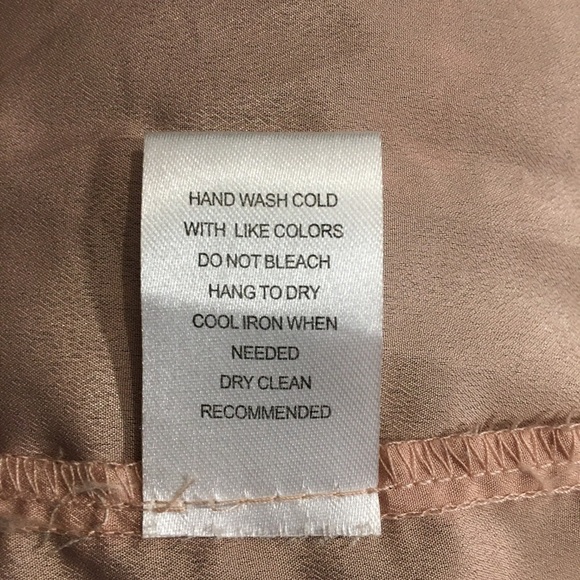 HAND WASH COLD
WITH LIKE COLORS
DO NOT BLEACH
HANG TO DRY
COOL IRON WHEN
NEEDED
DRY CLEAN
RECOMMENDED